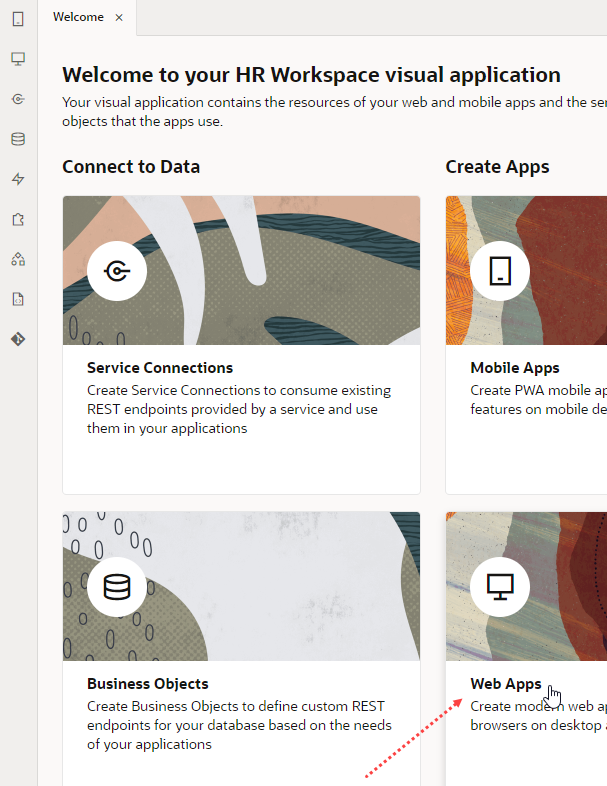 Welcome ×
Welcome to your HR Workspace visual application
Your visual application contains the resources of your web and mobile apps and the
objects that the apps use.
Connect to Data
Create Apps
Service Connections
Create Service Connections to consume existing
REST endpoints provided by a service and use
them in your applications
Mobile Apps
Create PWA mobile
features on mobile
Business Objects
Create Business Objects to define custom REST
endpoints for your database based on the needs
of your applications
Web Apps
Create modern web
browsers on desktop